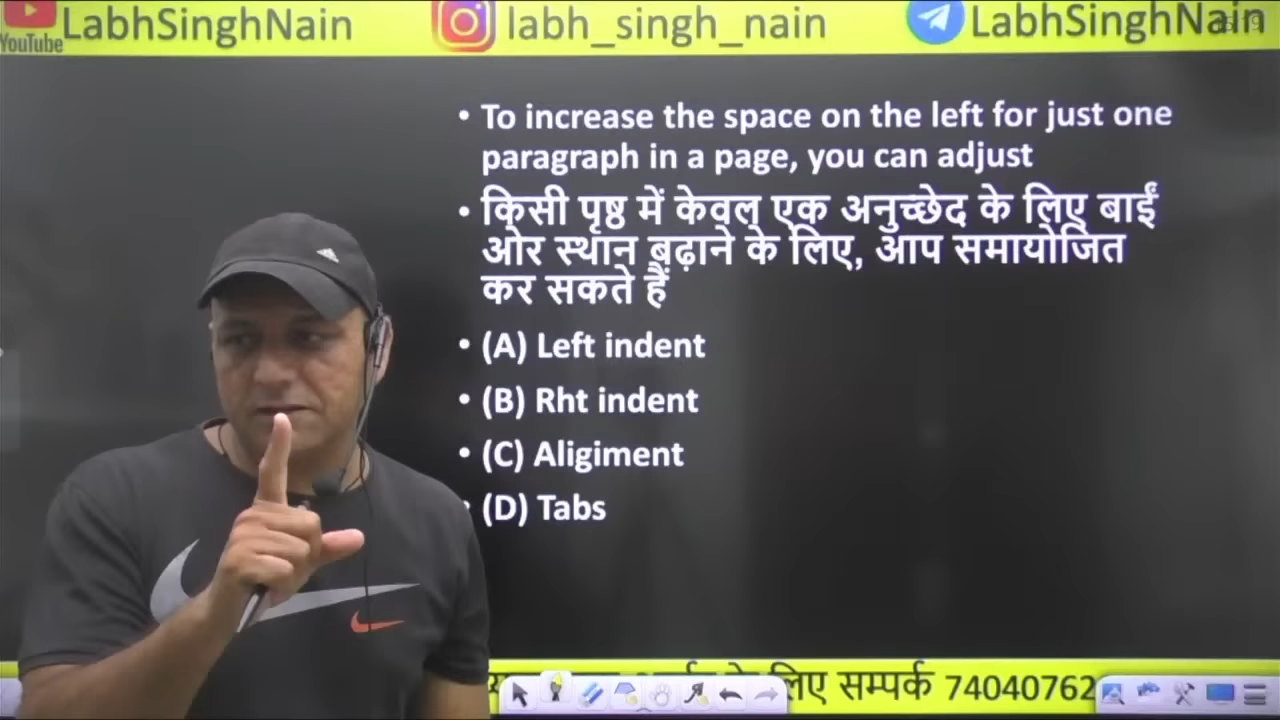 YouTube LabhSinghNain labh_singh_nain LabhSinghNain
• To increase the space on the left for just one
paragraph in a page, you can adjust
• किसी पृष्ठ में केवल एक अनुच्छेद के लिए बाईं
ओर स्थान बढ़ाने के लिए, आप समायोजित
कर सकते हैं
• (A) Left indent
• (B) Rht indent
• (C) Aligiment
• (D) Tabs
के लिए सम्पर्क 74040762